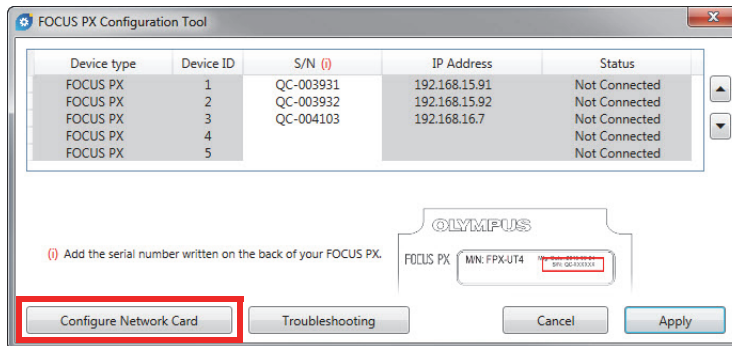 FOCUS PX Configuration Tool
Device type Device ID S/N (i) IP Address Status
FOCUS PX 1 QC-003931 192.168.15.91 Not Connected
FOCUS PX 2 QC-003932 192.168.15.92 Not Connected
FOCUS PX 3 QC-004103 192.168.16.7 Not Connected
FOCUS PX 4 Not Connected
FOCUS PX 5 Not Connected
OLYMPUS
(i) Add the serial number written on the back of your FOCUS PX.
FOCUS PX M/N: FPX-UT4
S/N: QC-XXXXXX
Configure Network Card Troubleshooting Cancel Apply